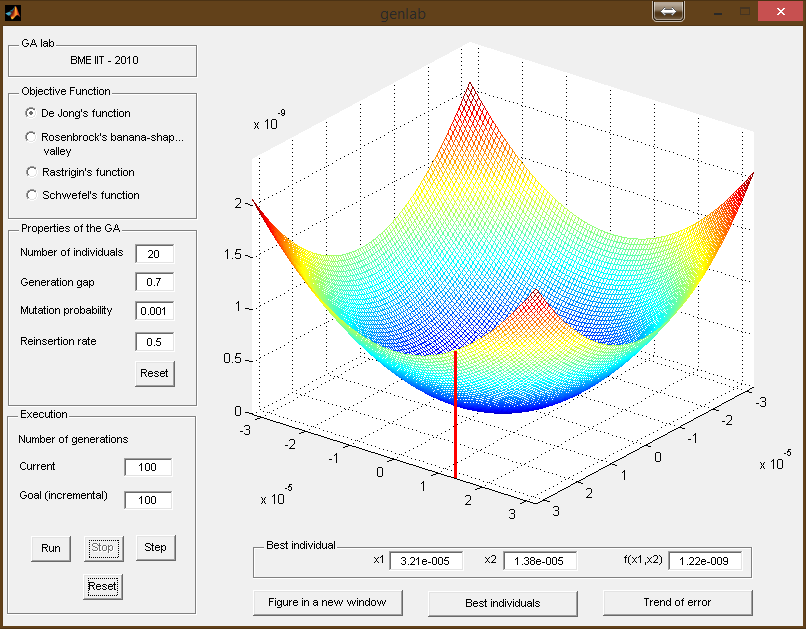 genlab
GA lab
BME IIT - 2010
Objective Function
De Jong's function
Rosenbrock's banana-shap...
valley
Rastrigin's function
Schwefel's function
Properties of the GA
Number of individuals 20
Generation gap 0.7
Mutation probability 0.001
Reinsertion rate 0.5
Reset
Execution
Number of generations
Current 100
Goal (incremental) 100
Run Stop Step
Reset
x 10^-9
2
1.5
1
0.5
0
-3 -2 -1 0 1 2 3
x 10^-5
3 2 1 0 -1 -2 -3
x 10^-5
Best individual
x1 3.21e-005 x2 1.38e-005 f(x1,x2) 1.22e-009
Figure in a new window Best individuals Trend of error